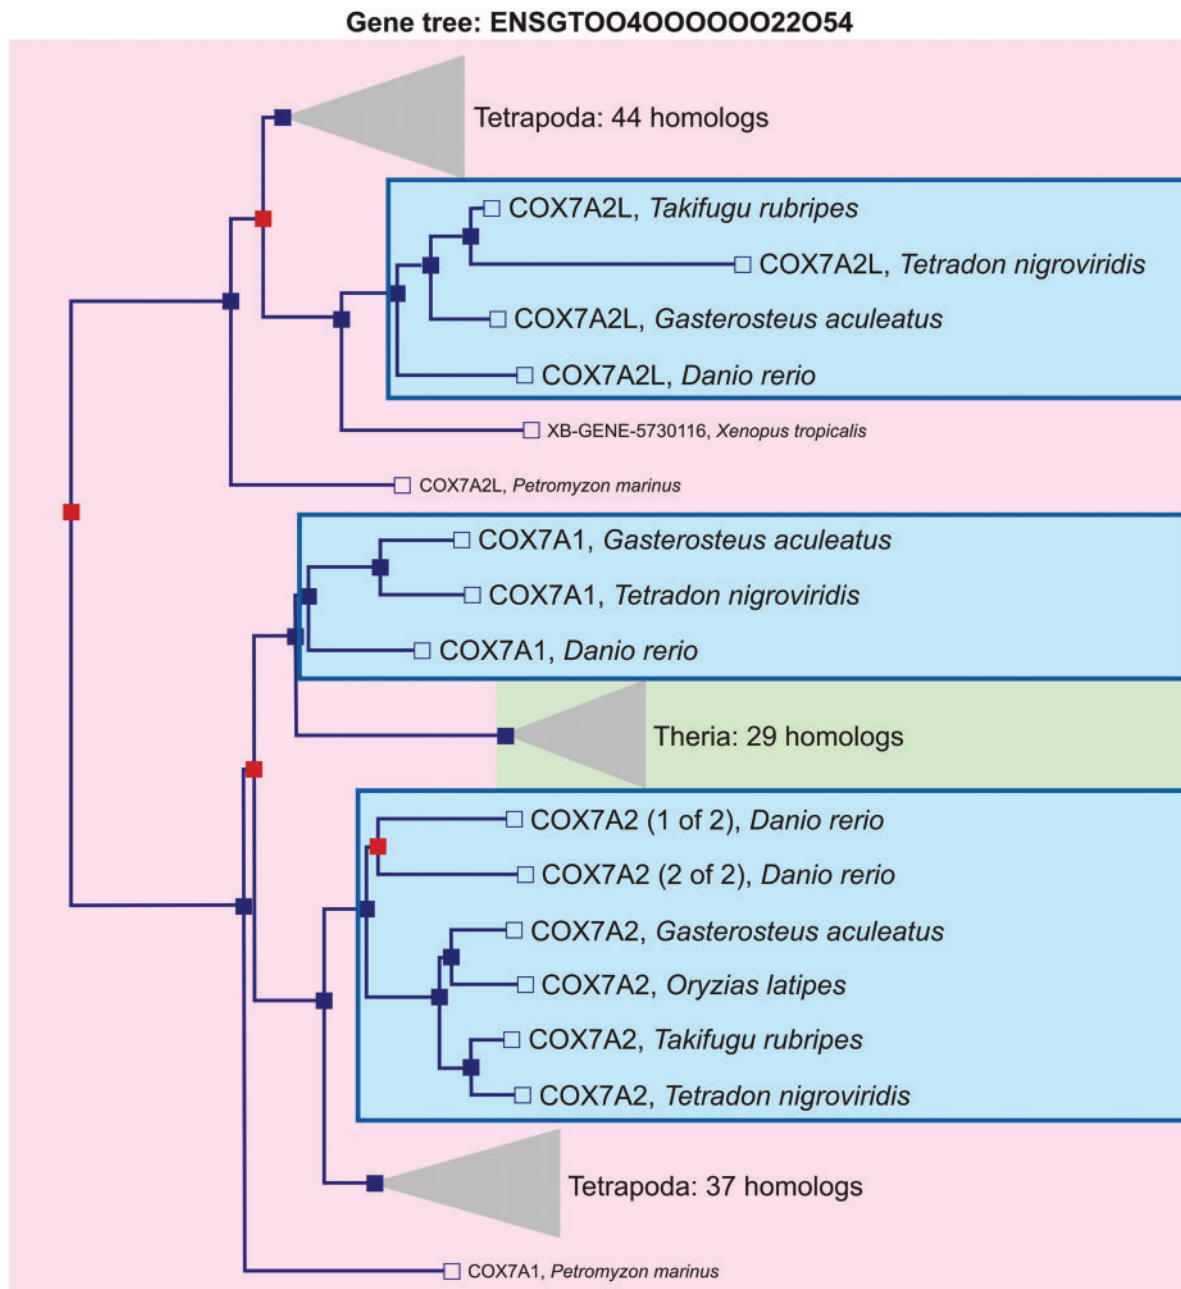 Gene tree: ENSGTOO4OOOOOO22O54
Tetrapoda: 44 homologs
COX7A2L, Takifugu rubripes
COX7A2L, Tetradon nigroviridis
COX7A2L, Gasterosteus aculeatus
COX7A2L, Danio rerio
XB-GENE-5730116, Xenopus tropicalis
COX7A2L, Petromyzon marinus
COX7A1, Gasterosteus aculeatus
COX7A1, Tetradon nigroviridis
COX7A1, Danio rerio
Theria: 29 homologs
COX7A2 (1 of 2), Danio rerio
COX7A2 (2 of 2), Danio rerio
COX7A2, Gasterosteus aculeatus
COX7A2, Oryzias latipes
COX7A2, Takifugu rubripes
COX7A2, Tetradon nigroviridis
Tetrapoda: 37 homologs
COX7A1, Petromyzon marinus